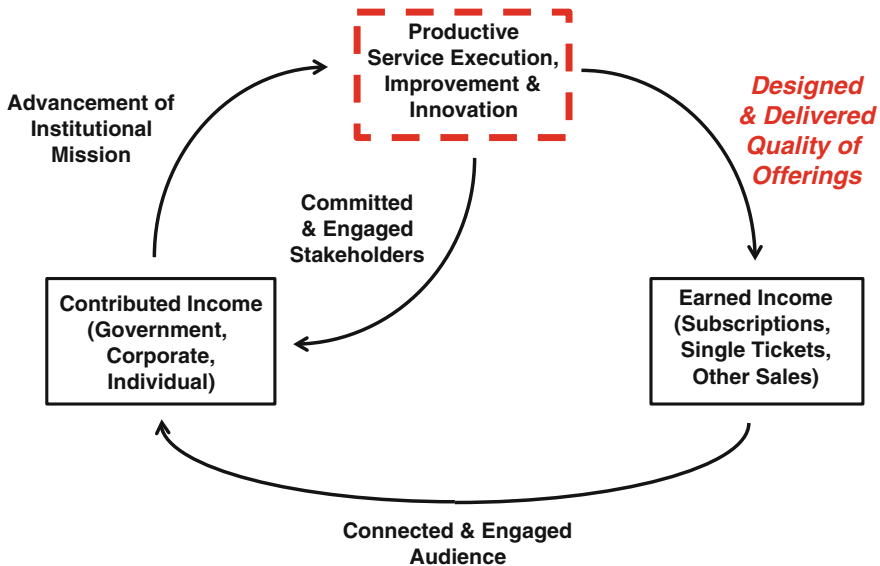 Productive
Service Execution,
Improvement &
Innovation
Designed
& Delivered
Quality of
Offerings
Advancement of
Institutional
Mission
Committed
& Engaged
Stakeholders
Contributed Income
(Government,
Corporate,
Individual)
Earned Income
(Subscriptions,
Single Tickets,
Other Sales)
Connected & Engaged
Audience